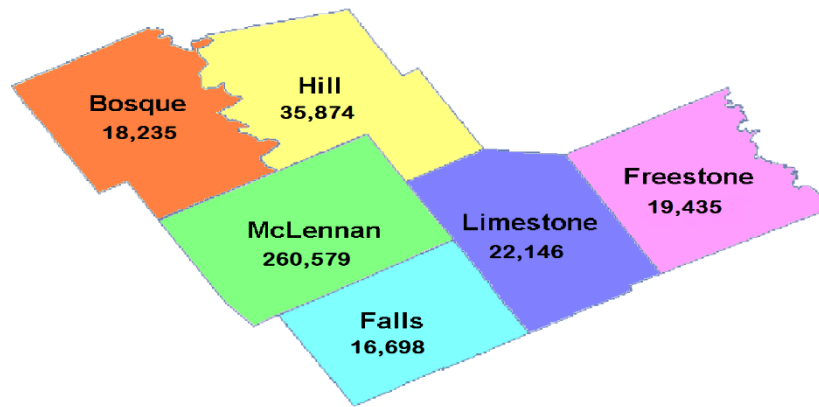 Hill
35,874
Bosque
18,235
Freestone
19,435
McLennan
260,579
Limestone
22,146
Falls
16,698